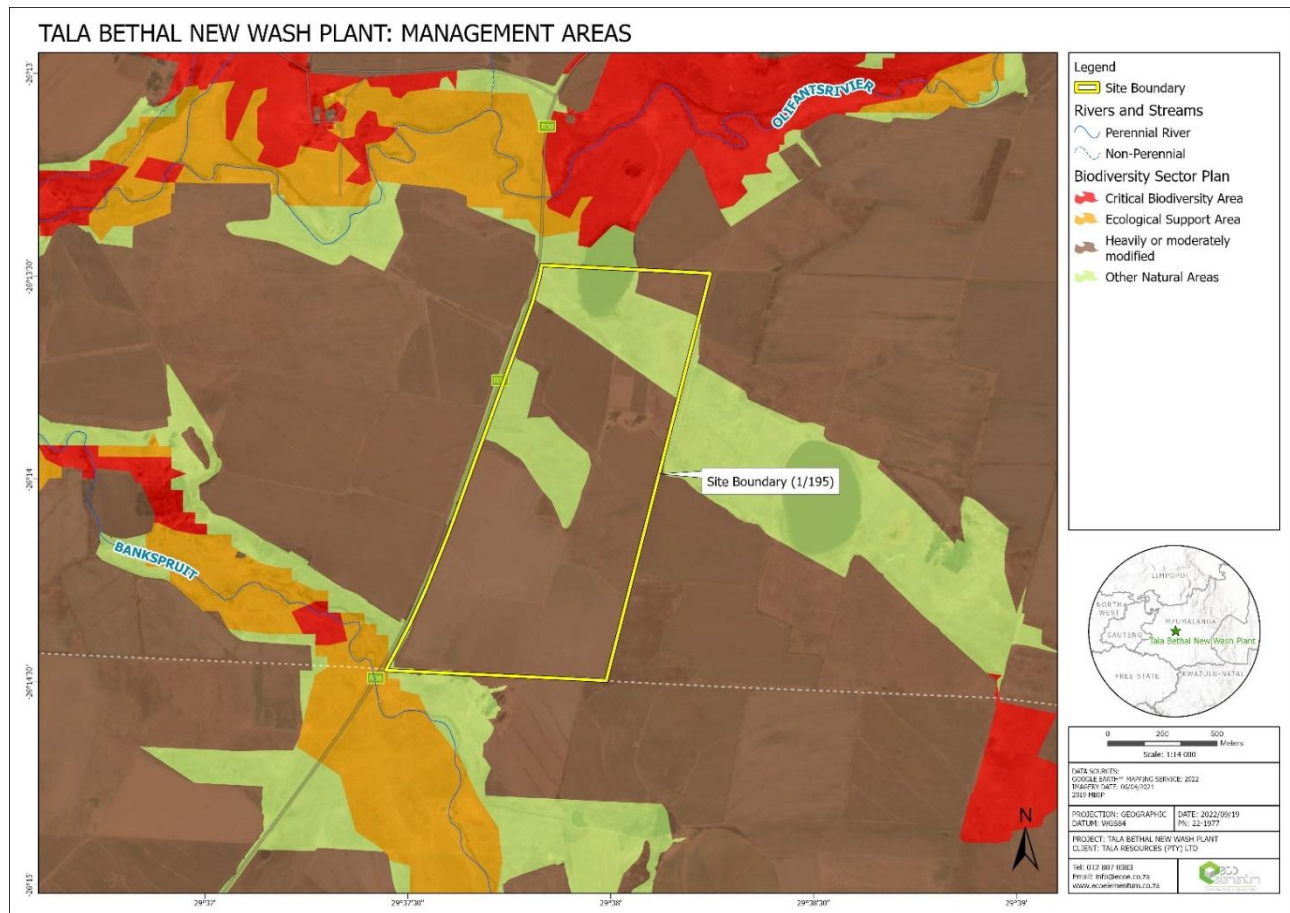 TALA BETHAL NEW WASH PLANT: MANAGEMENT AREAS
-26°13'
-26°13'30"
-26°14'
-26°14'30"
-26°15'
29°37'
29°37'30"
29°38'
29°38'30"
29°39'
OLIFANTSRIVIER
R38
BANKSPRUIT
Site Boundary (1/195)
Legend
Site Boundary
Rivers and Streams
Perennial River
Non-Perennial
Biodiversity Sector Plan
Critical Biodiversity Area
Ecological Support Area
Heavily or moderately
modified
Other Natural Areas
LIMPOPO
NORTH
WEST
MPUMALANGA
GAUTENG
Tala Bethal New Wash Plant
FREE STATE
KWAZULU-NATAL
0 250 500
Meters
Scale: 1:14 000
DATA SOURCES:
GOOGLE EARTH™ MAPPING SERVICE: 2022
IMAGERY DATE: 06/04/2021
2019 MBSP
PROJECTION: GEOGRAPHIC
DATUM: WGS84
DATE: 2022/09/19
PN: 22-1977
PROJECT: TALA BETHAL NEW WASH PLANT
CLIENT: TALA RESOURCES (PTY) LTD
Tel: 012 807 0383
Email: info@ecoe.co.za
www.ecoelementum.co.za
eco
elementum
N